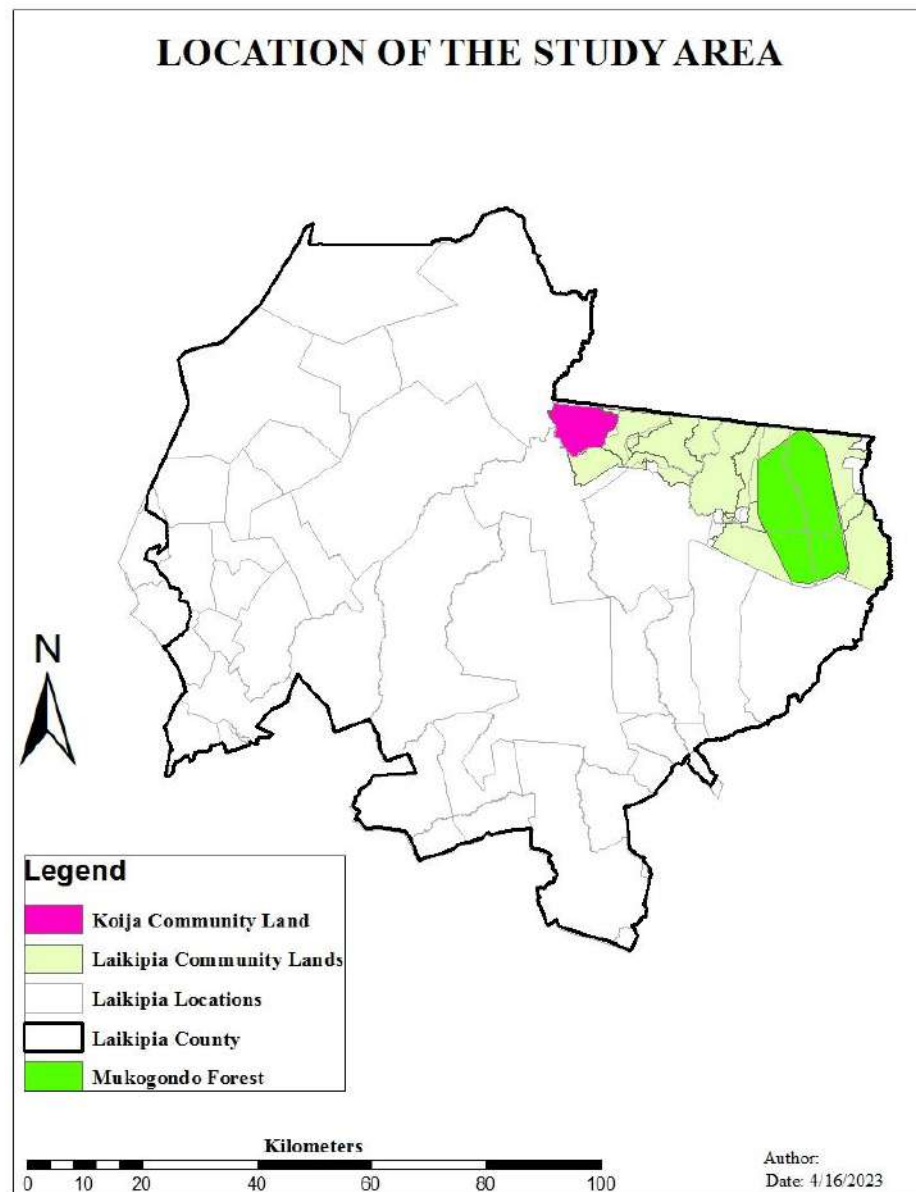 LOCATION OF THE STUDY AREA
N
Legend
Koija Community Land
Laikipia Community Lands
Laikipia Locations
Laikipia County
Mukogondo Forest
Kilometers
0 10 20 40 60 80 100
Author:
Date: 4/16/2023